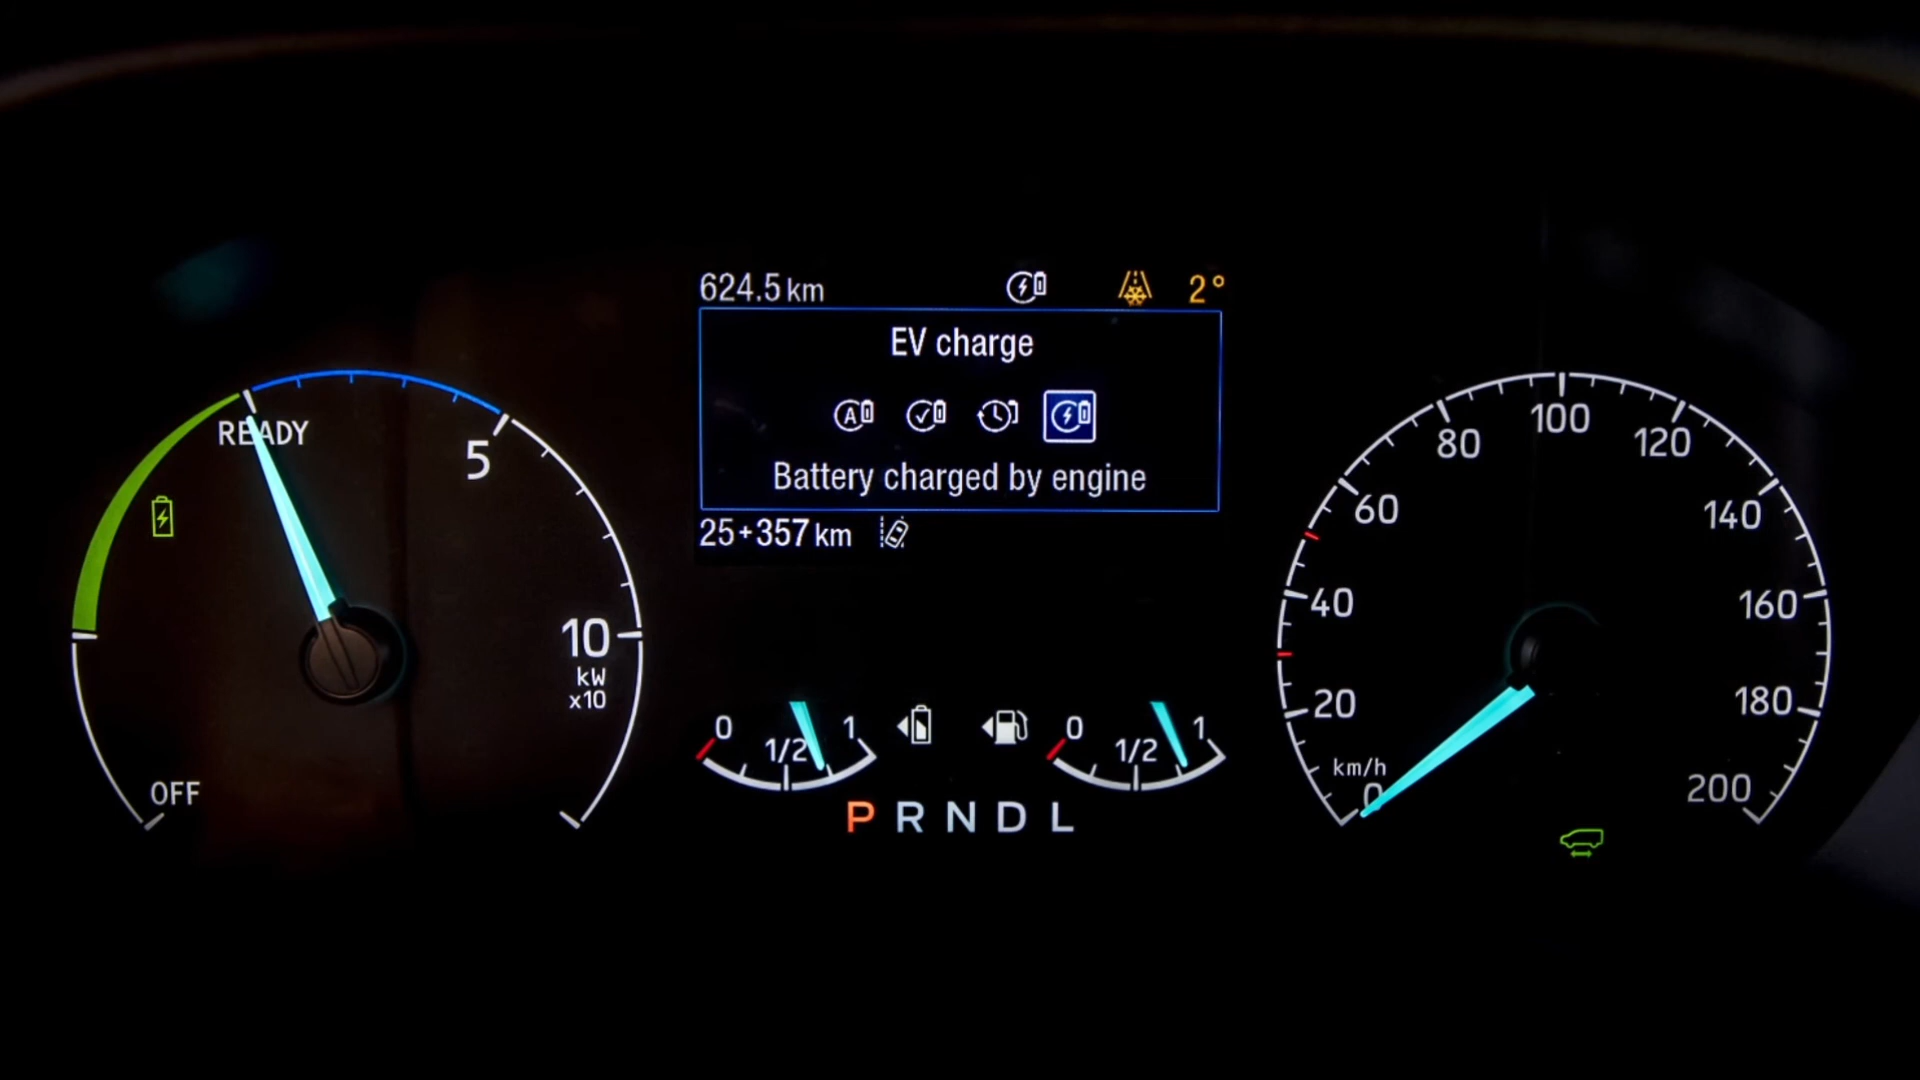 624.5 km 2°
EV charge
A
Battery charged by engine
25+357 km
READY
5
10
kW
x10
OFF
0 1/2 1
0 1/2 1
P R N D L
0
20
40
60
80
100
120
140
160
180
200
km/h